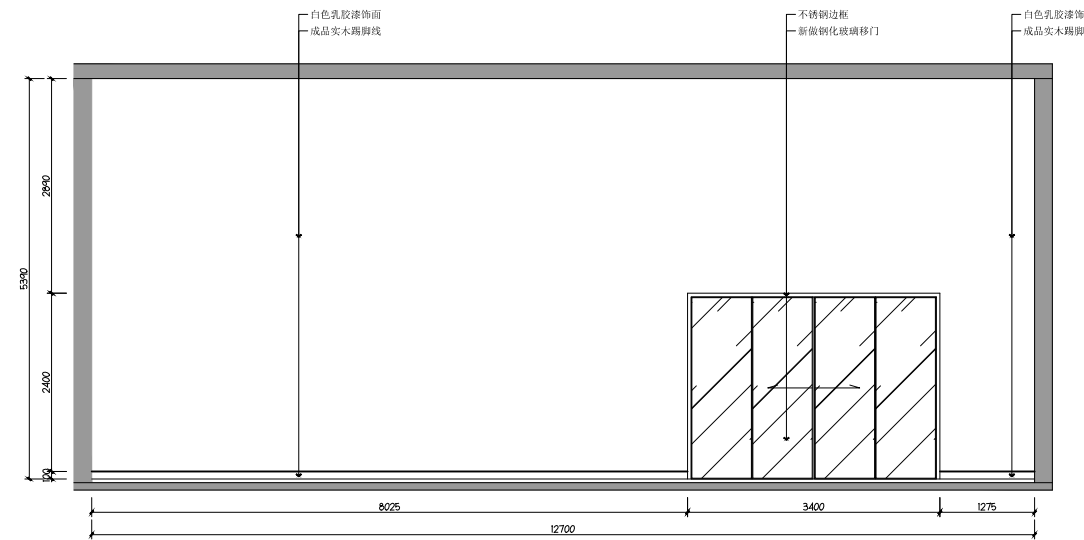 白色乳胶漆饰面
成品实木踢脚线
不锈钢边框
新做钢化玻璃移门
白色乳胶漆饰
成品实木踢脚
2890
5390
2400
100
8025
3400
1275
12700